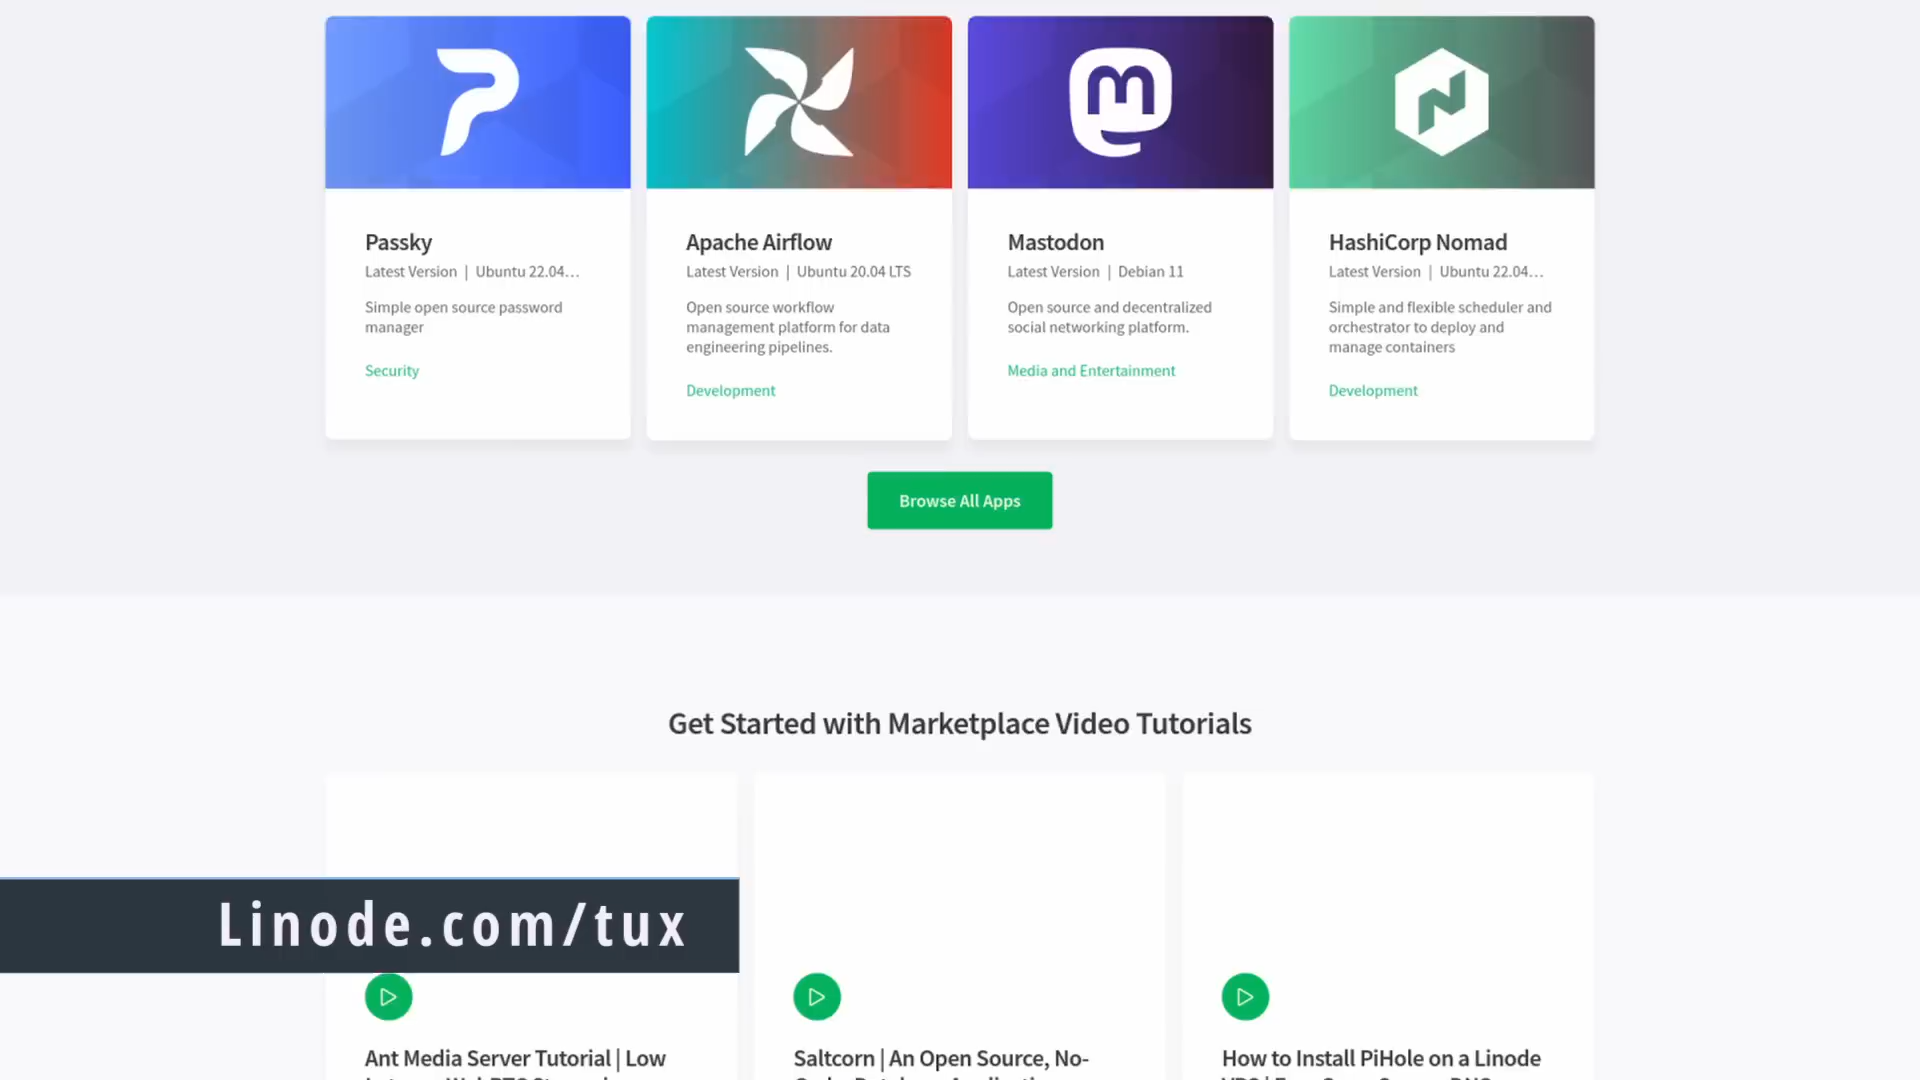 Passky
Latest Version | Ubuntu 22.04...
Simple open source password
manager
Security
Apache Airflow
Latest Version | Ubuntu 20.04 LTS
Open source workflow
management platform for data
engineering pipelines.
Development
Mastodon
Latest Version | Debian 11
Open source and decentralized
social networking platform.
Media and Entertainment
HashiCorp Nomad
Latest Version | Ubuntu 22.04...
Simple and flexible scheduler and
orchestrator to deploy and
manage containers
Development
Browse All Apps
Get Started with Marketplace Video Tutorials
Linode.com/tux
Ant Media Server Tutorial | Low
Saltcorn | An Open Source, No-
How to Install PiHole on a Linode